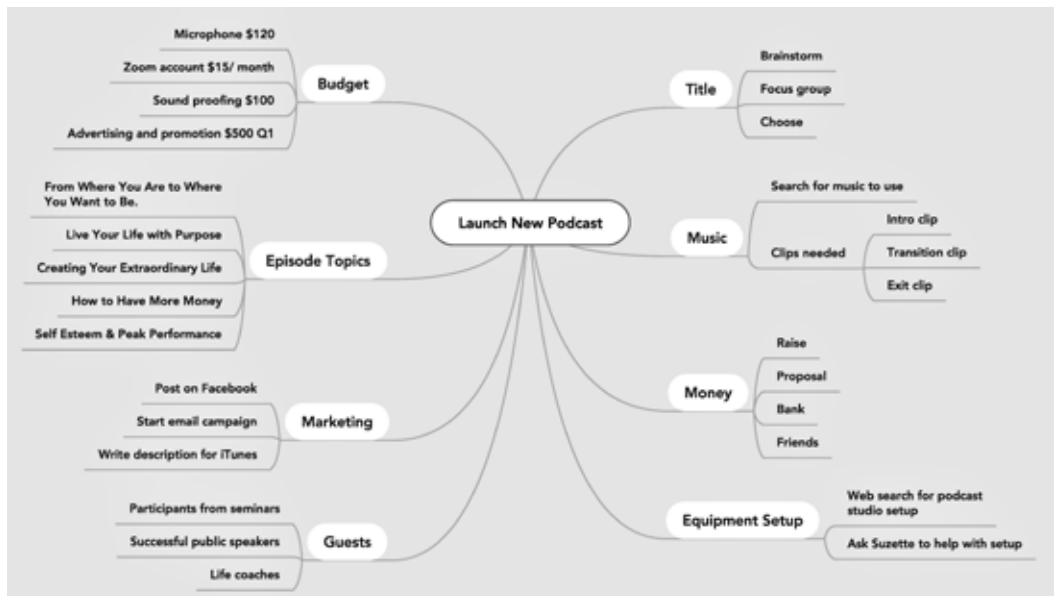 Launch New Podcast
Budget
Microphone $120
Zoom account $15/ month
Sound proofing $100
Advertising and promotion $500 Q1
Episode Topics
From Where You Are to Where
You Want to Be.
Live Your Life with Purpose
Creating Your Extraordinary Life
How to Have More Money
Self Esteem & Peak Performance
Marketing
Post on Facebook
Start email campaign
Write description for iTunes
Guests
Participants from seminars
Successful public speakers
Life coaches
Title
Brainstorm
Focus group
Choose
Music
Search for music to use
Clips needed
Intro clip
Transition clip
Exit clip
Money
Raise
Proposal
Bank
Friends
Equipment Setup
Web search for podcast
studio setup
Ask Suzette to help with setup